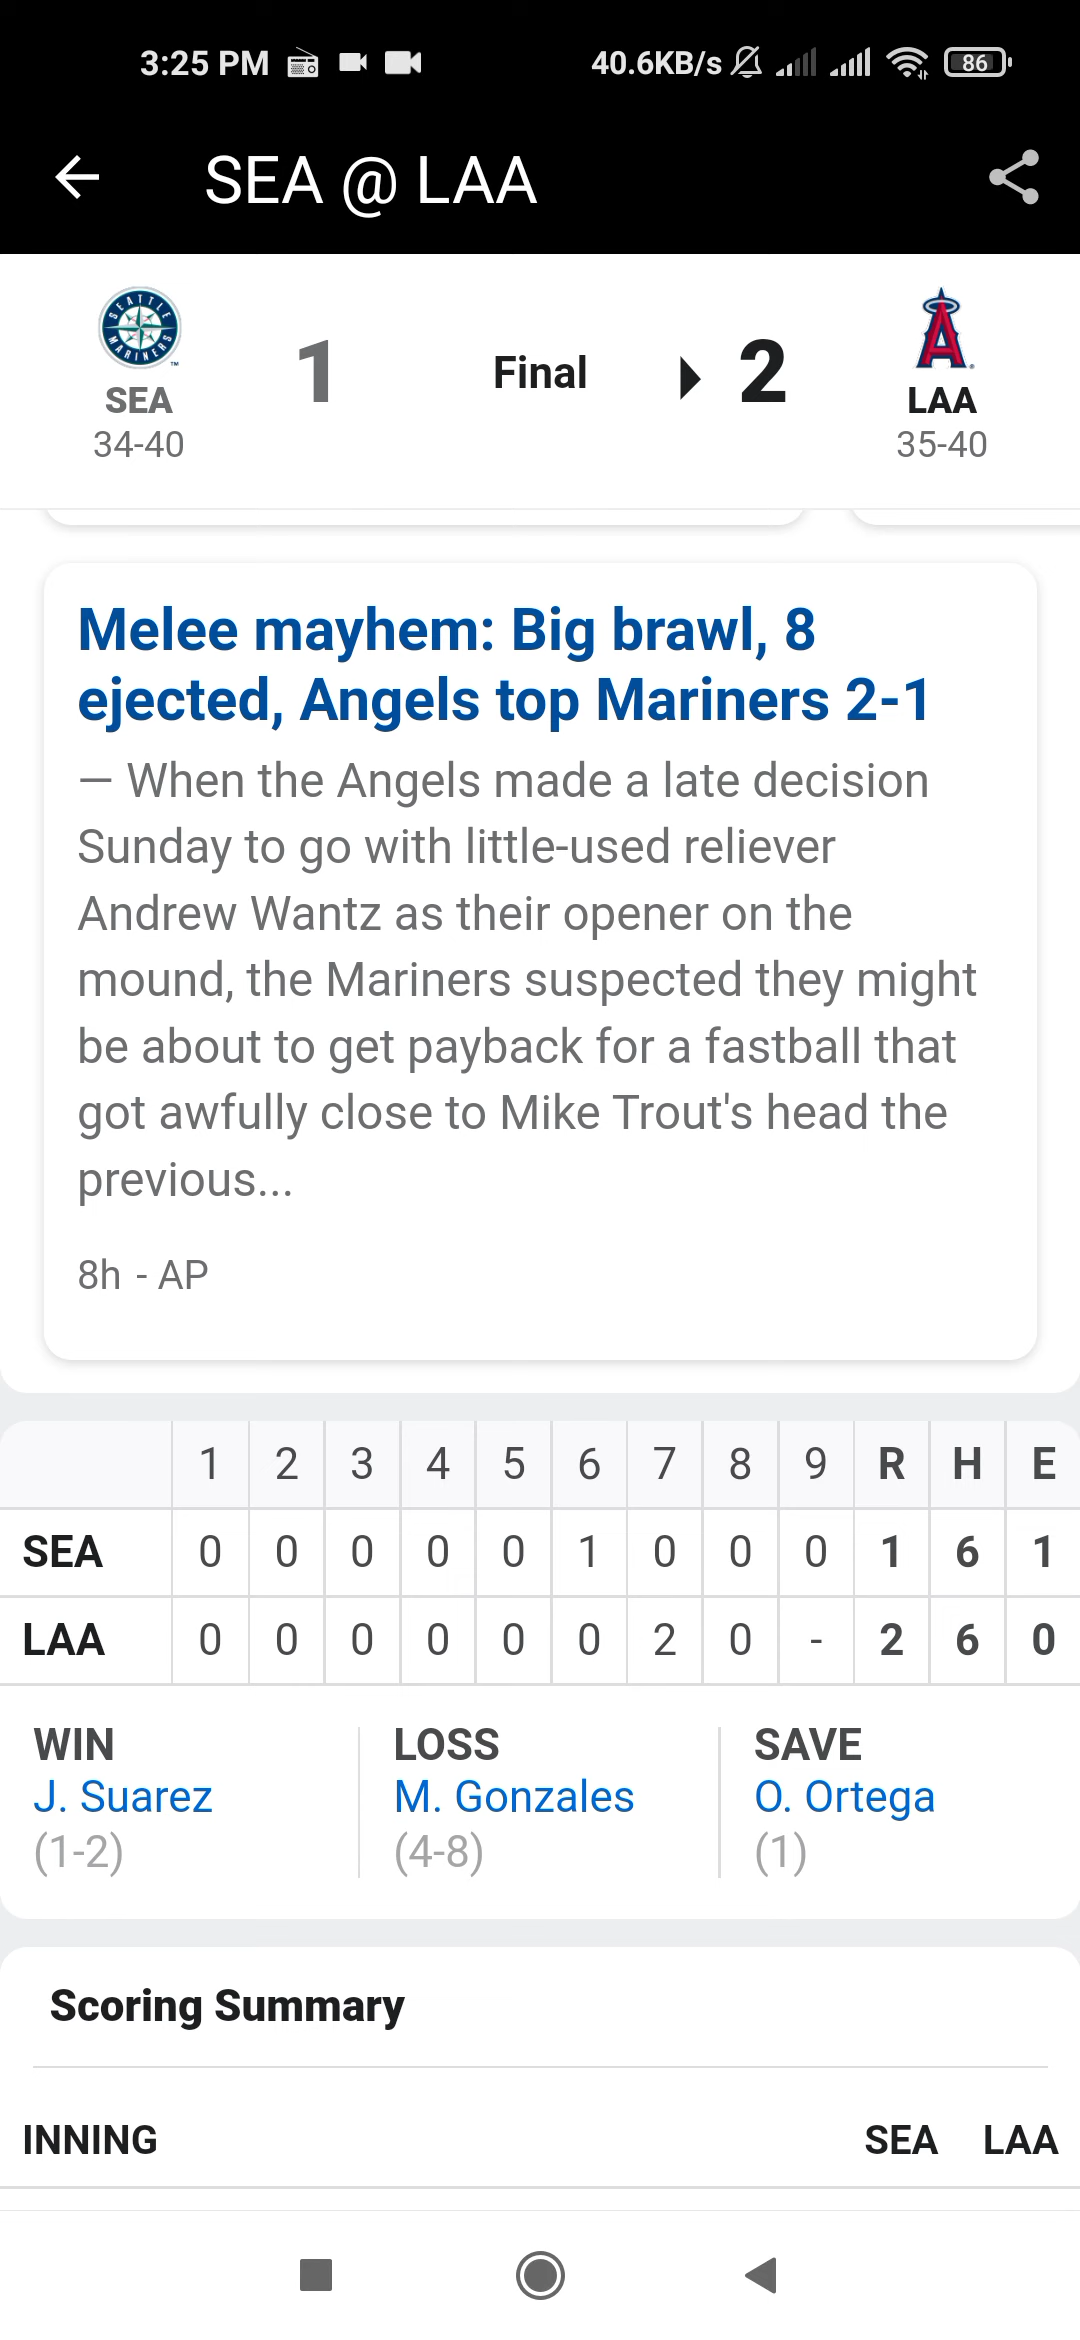 3:25 PM 40.6KB/s 86
SEA @ LAA
SEATTLE MARINERS TM
SEA 1 Final 2 LAA
34-40 35-40
Melee mayhem: Big brawl, 8
ejected, Angels top Mariners 2-1
— When the Angels made a late decision
Sunday to go with little-used reliever
Andrew Wantz as their opener on the
mound, the Mariners suspected they might
be about to get payback for a fastball that
got awfully close to Mike Trout's head the
previous...
8h - AP
1 2 3 4 5 6 7 8 9 R H E
SEA 0 0 0 0 0 1 0 0 0 1 6 1
LAA 0 0 0 0 0 0 2 0 - 2 6 0
WIN LOSS SAVE
J. Suarez M. Gonzales O. Ortega
(1-2) (4-8) (1)
Scoring Summary
INNING SEA LAA